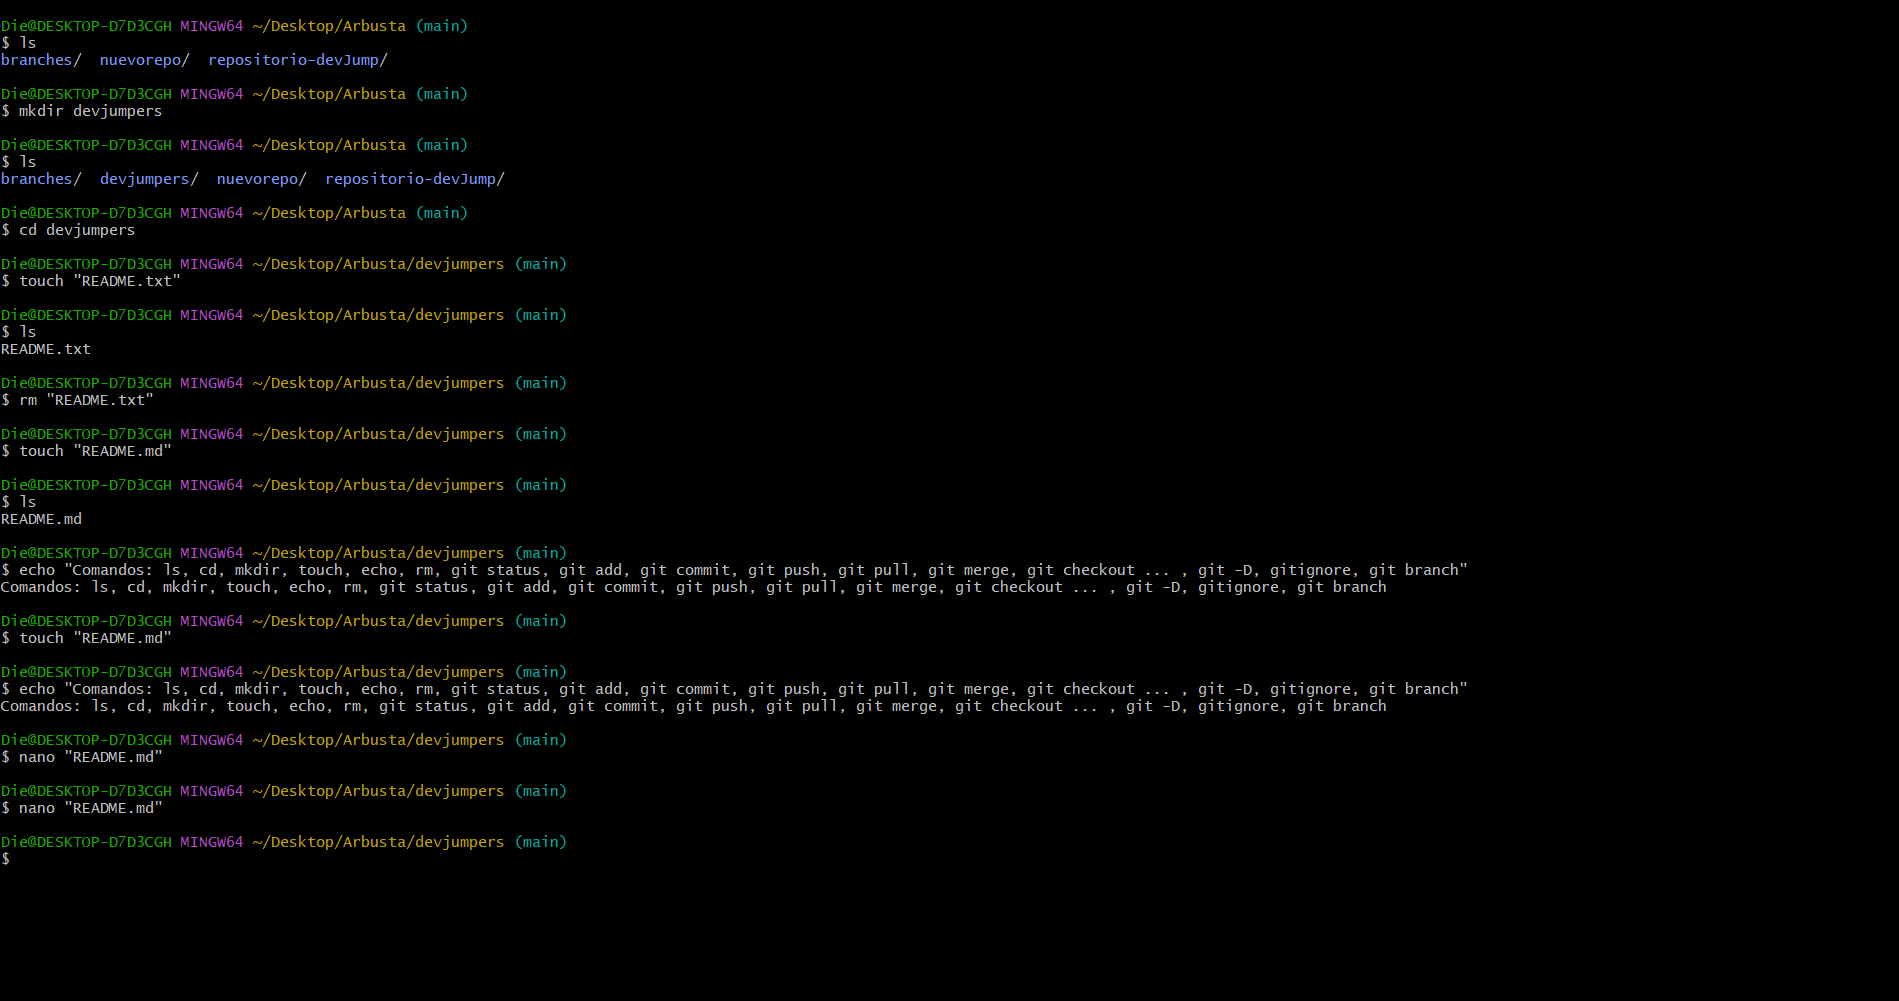 Die@DESKTOP-D7D3CGH MINGW64 ~/Desktop/Arbusta (main)
$ ls
branches/  nuevorepo/  repositorio-devJump/
Die@DESKTOP-D7D3CGH MINGW64 ~/Desktop/Arbusta (main)
$ mkdir devjumpers
Die@DESKTOP-D7D3CGH MINGW64 ~/Desktop/Arbusta (main)
$ ls
branches/  devjumpers/  nuevorepo/  repositorio-devJump/
Die@DESKTOP-D7D3CGH MINGW64 ~/Desktop/Arbusta (main)
$ cd devjumpers
Die@DESKTOP-D7D3CGH MINGW64 ~/Desktop/Arbusta/devjumpers (main)
$ touch "README.txt"
Die@DESKTOP-D7D3CGH MINGW64 ~/Desktop/Arbusta/devjumpers (main)
$ ls
README.txt
Die@DESKTOP-D7D3CGH MINGW64 ~/Desktop/Arbusta/devjumpers (main)
$ rm "README.txt"
Die@DESKTOP-D7D3CGH MINGW64 ~/Desktop/Arbusta/devjumpers (main)
$ touch "README.md"
Die@DESKTOP-D7D3CGH MINGW64 ~/Desktop/Arbusta/devjumpers (main)
$ ls
README.md
Die@DESKTOP-D7D3CGH MINGW64 ~/Desktop/Arbusta/devjumpers (main)
$ echo "Comandos: ls, cd, mkdir, touch, echo, rm, git status, git add, git commit, git push, git pull, git merge, git checkout ... , git -D, gitignore, git branch"
Comandos: ls, cd, mkdir, touch, echo, rm, git status, git add, git commit, git push, git pull, git merge, git checkout ... , git -D, gitignore, git branch
Die@DESKTOP-D7D3CGH MINGW64 ~/Desktop/Arbusta/devjumpers (main)
$ touch "README.md"
Die@DESKTOP-D7D3CGH MINGW64 ~/Desktop/Arbusta/devjumpers (main)
$ echo "Comandos: ls, cd, mkdir, touch, echo, rm, git status, git add, git commit, git push, git pull, git merge, git checkout ... , git -D, gitignore, git branch"
Comandos: ls, cd, mkdir, touch, echo, rm, git status, git add, git commit, git push, git pull, git merge, git checkout ... , git -D, gitignore, git branch
Die@DESKTOP-D7D3CGH MINGW64 ~/Desktop/Arbusta/devjumpers (main)
$ nano "README.md"
Die@DESKTOP-D7D3CGH MINGW64 ~/Desktop/Arbusta/devjumpers (main)
$ nano "README.md"
Die@DESKTOP-D7D3CGH MINGW64 ~/Desktop/Arbusta/devjumpers (main)
$